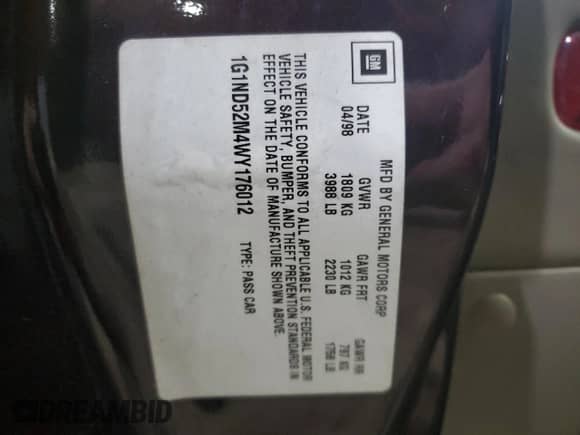 GM
MFD BY GENERAL MOTORS CORP
DATE GVWR GAWR FRT GAWR RR
04/98 1809 KG 1012 KG 797 KG
3988 LB 2230 LB 1758 LB
THIS VEHICLE CONFORMS TO ALL APPLICABLE U.S. FEDERAL MOTOR
VEHICLE SAFETY, BUMPER, AND THEFT PREVENTION STANDARDS IN
EFFECT ON THE DATE OF MANUFACTURE SHOWN ABOVE.
1G1ND52M4WY176012 TYPE: PASS CAR
DREAMBID